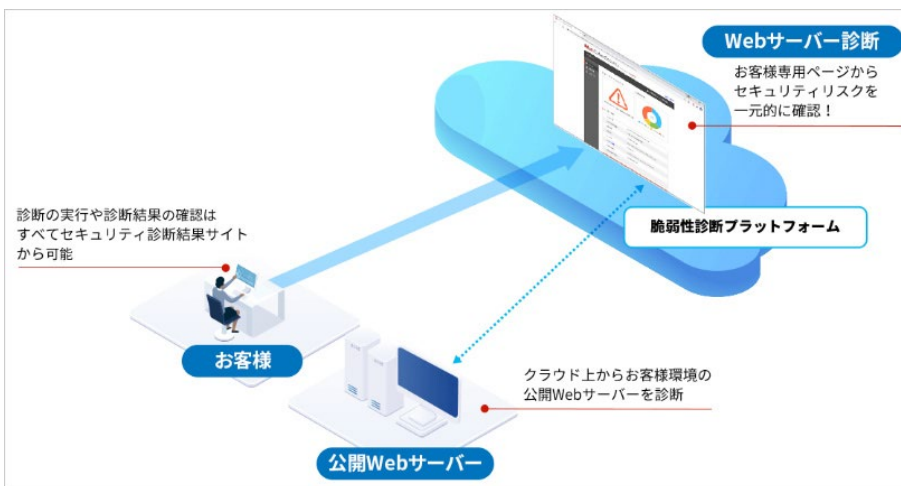 Webサーバー診断
お客様専用ページから
セキュリティリスクを
一元的に確認！
脆弱性診断プラットフォーム
診断の実行や診断結果の確認は
すべてセキュリティ診断結果サイト
から可能
お客様
クラウド上からお客様環境の
公開Webサーバーを診断
公開Webサーバー